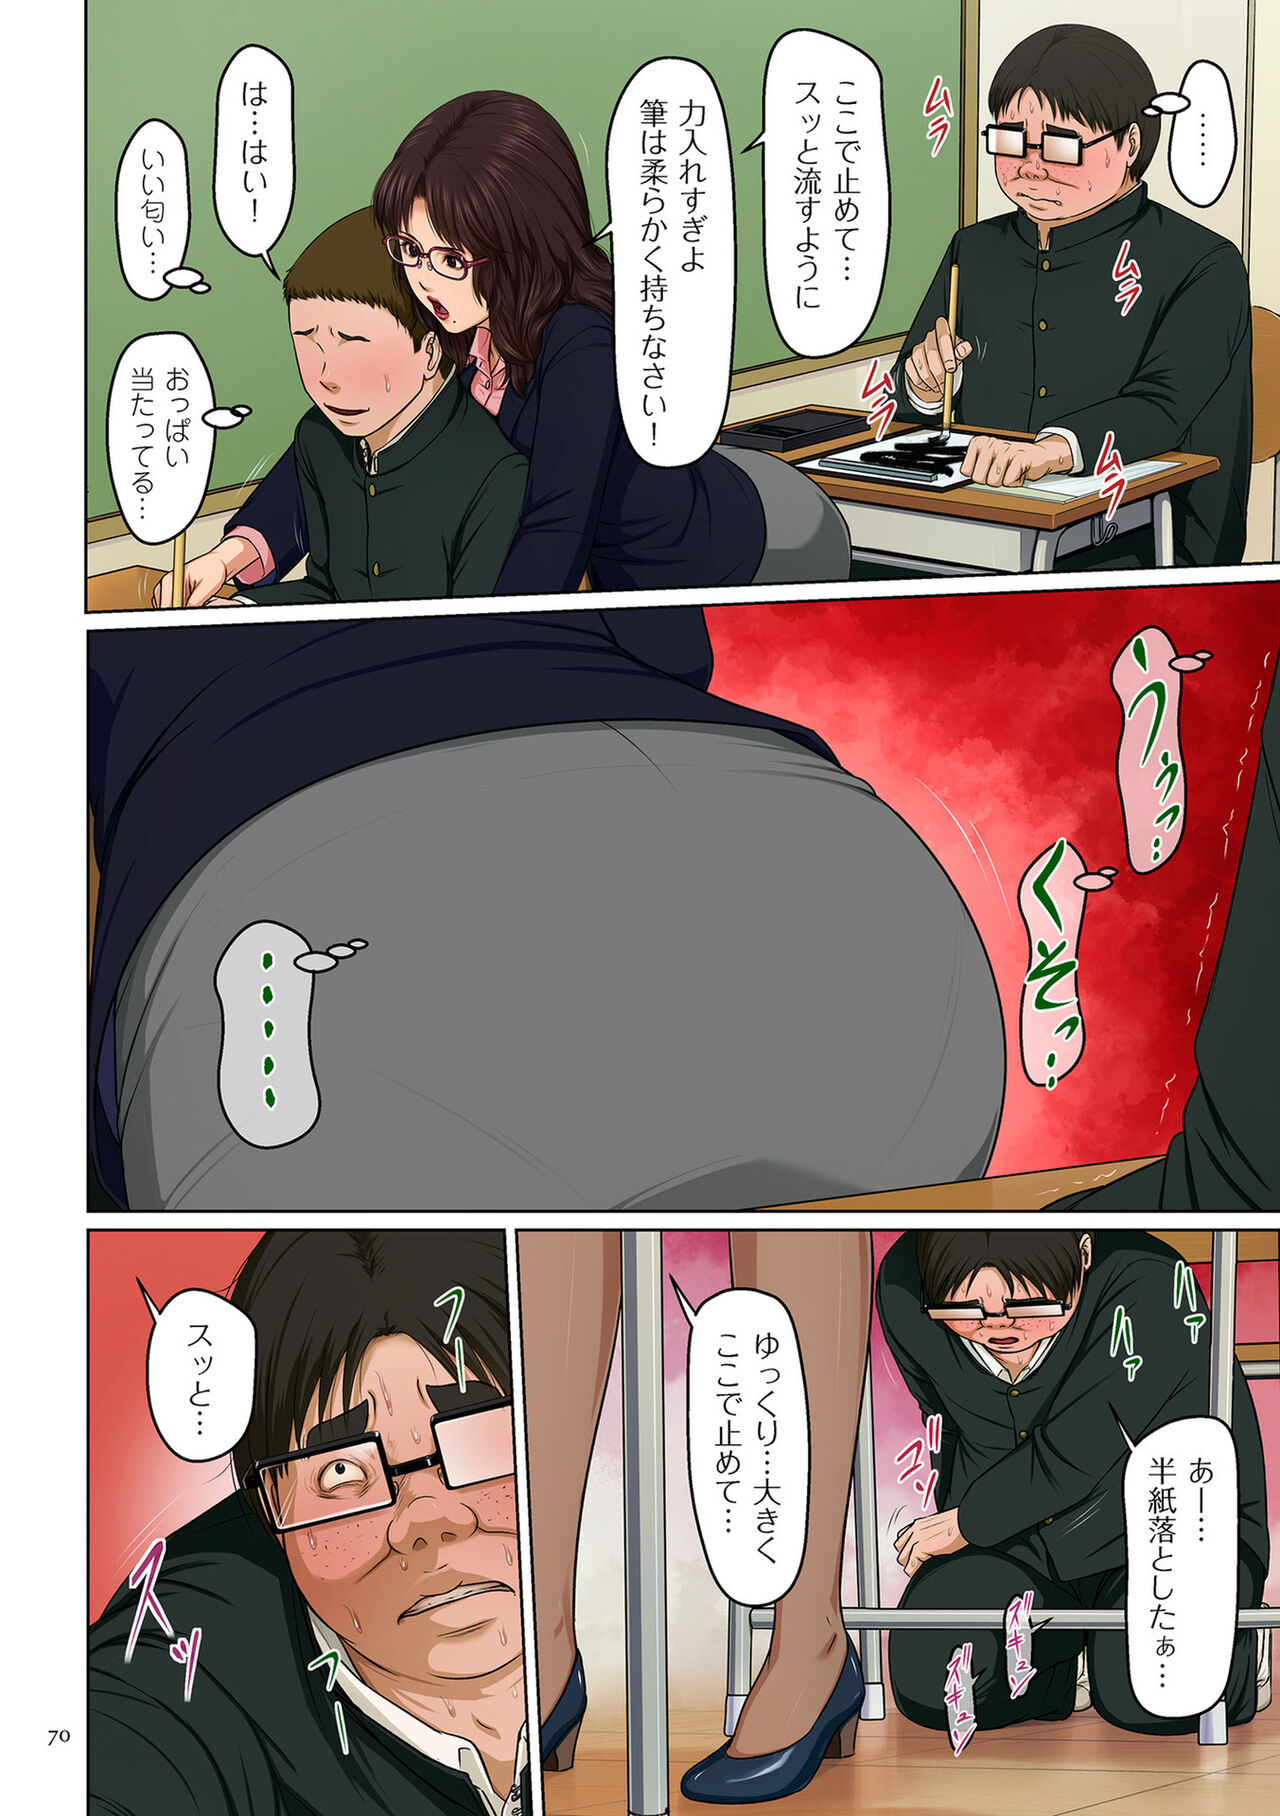 ……
ムラ
ムラ
ムラ
ムラ
ここで止めて…
スッと流すように
力入れすぎよ
筆は柔らかく持ちなさい！
は…はい！
いい匂い…
おっぱい
当たってる…
うぅっ…
くそっ…
・・・・・
あー…
半紙落としたぁ…
ハァ
ハァ
ゴソ
ズキュン
ズキュン
ゆっくり…大きく
ここで止めて…
スッと…
フー
フー
スッ
70